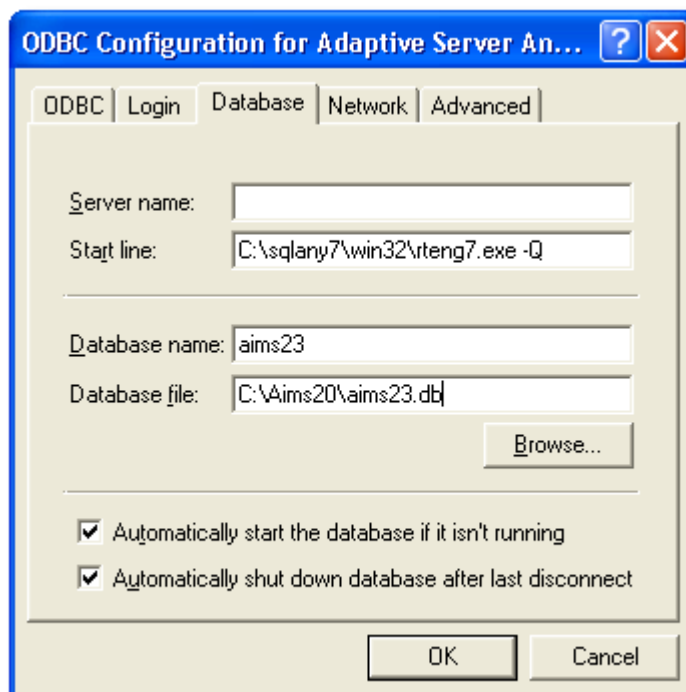 ODBC Configuration for Adaptive Server An...
ODBC Login Database Network Advanced
Server name:
Start line: C:\sqlany7\win32\rteng7.exe -Q
Database name: aims23
Database file: C:\Aims20\aims23.db
Browse...
Automatically start the database if it isn't running
Automatically shut down database after last disconnect
OK Cancel